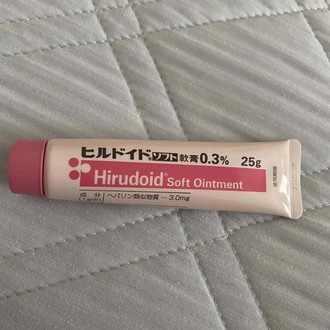 ヒルドイドソフト軟膏0.3% 25g
Hirudoid® Soft Ointment
ヘパリン類似物質…3.0mg